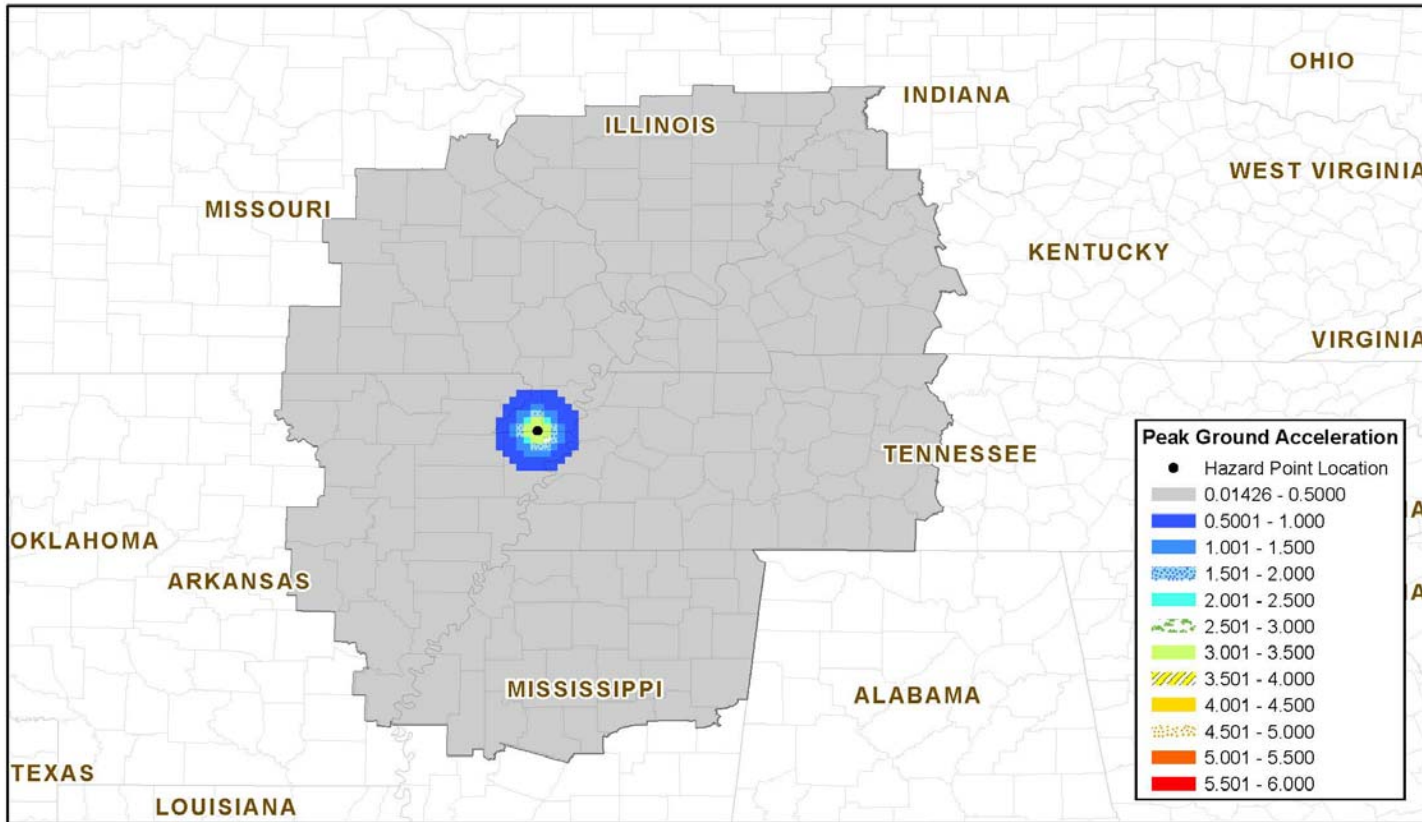 OHIO
INDIANA
ILLINOIS
WEST VIRGINIA
MISSOURI
KENTUCKY
VIRGINIA
TENNESSEE
OKLAHOMA
ARKANSAS
MISSISSIPPI
ALABAMA
TEXAS
LOUISIANA
A
A
Peak Ground Acceleration
Hazard Point Location
0.01426 - 0.5000
0.5001 - 1.000
1.001 - 1.500
1.501 - 2.000
2.001 - 2.500
2.501 - 3.000
3.001 - 3.500
3.501 - 4.000
4.001 - 4.500
4.501 - 5.000
5.001 - 5.500
5.501 - 6.000